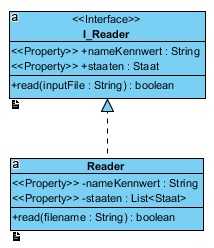 a
<<Interface>>
I_Reader
<<Property>> +nameKennwert : String
<<Property>> +staaten : Staat
+read(inputFile : String) : boolean
a
Reader
<<Property>> -nameKennwert : String
<<Property>> -staaten : List<Staat>
+read(filename : String) : boolean